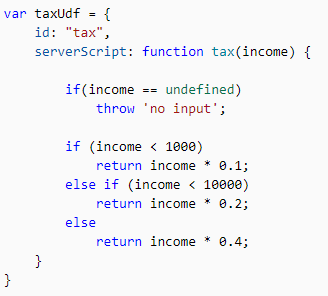 var taxUdf = {
    id: "tax",
    serverScript: function tax(income) {

        if(income == undefined)
            throw 'no input';

        if (income < 1000)
            return income * 0.1;
        else if (income < 10000)
            return income * 0.2;
        else
            return income * 0.4;
    }
}